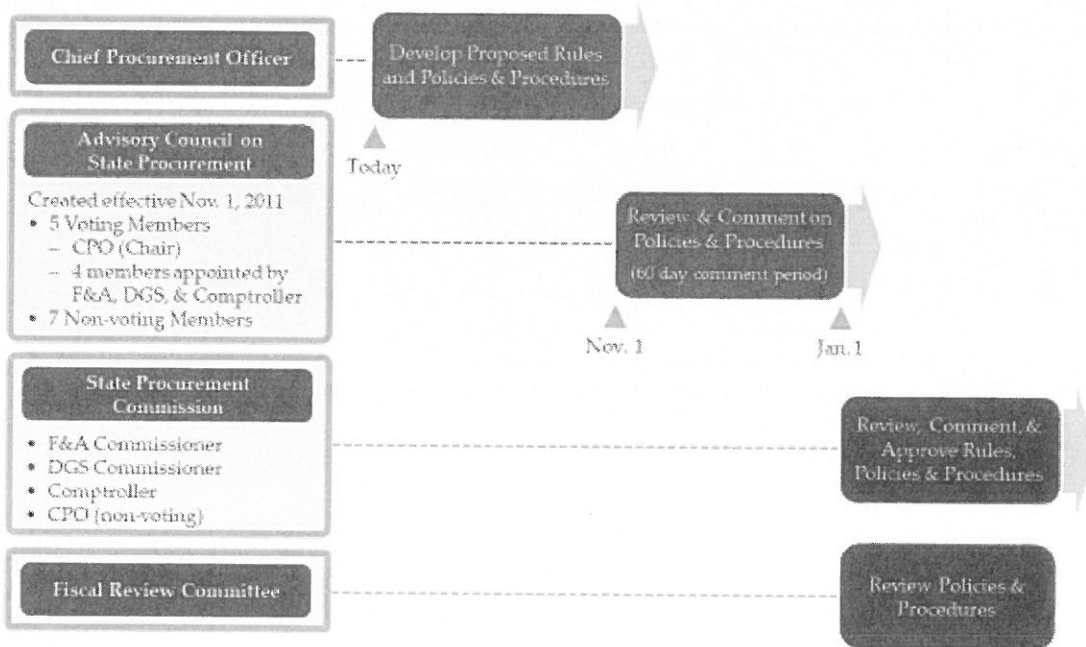 Chief Procurement Officer
Develop Proposed Rules
and Policies & Procedures
Today
Advisory Council on
State Procurement
Created effective Nov. 1, 2011
• 5 Voting Members
– CPO (Chair)
– 4 members appointed by
F&A, DGS, & Comptroller
• 7 Non-voting Members
Review & Comment on
Policies & Procedures
(60 day comment period)
Nov. 1
Jan. 1
State Procurement
Commission
• F&A Commissioner
• DGS Commissioner
• Comptroller
• CPO (non-voting)
Review, Comment, &
Approve Rules,
Policies & Procedures
Fiscal Review Committee
Review Policies &
Procedures